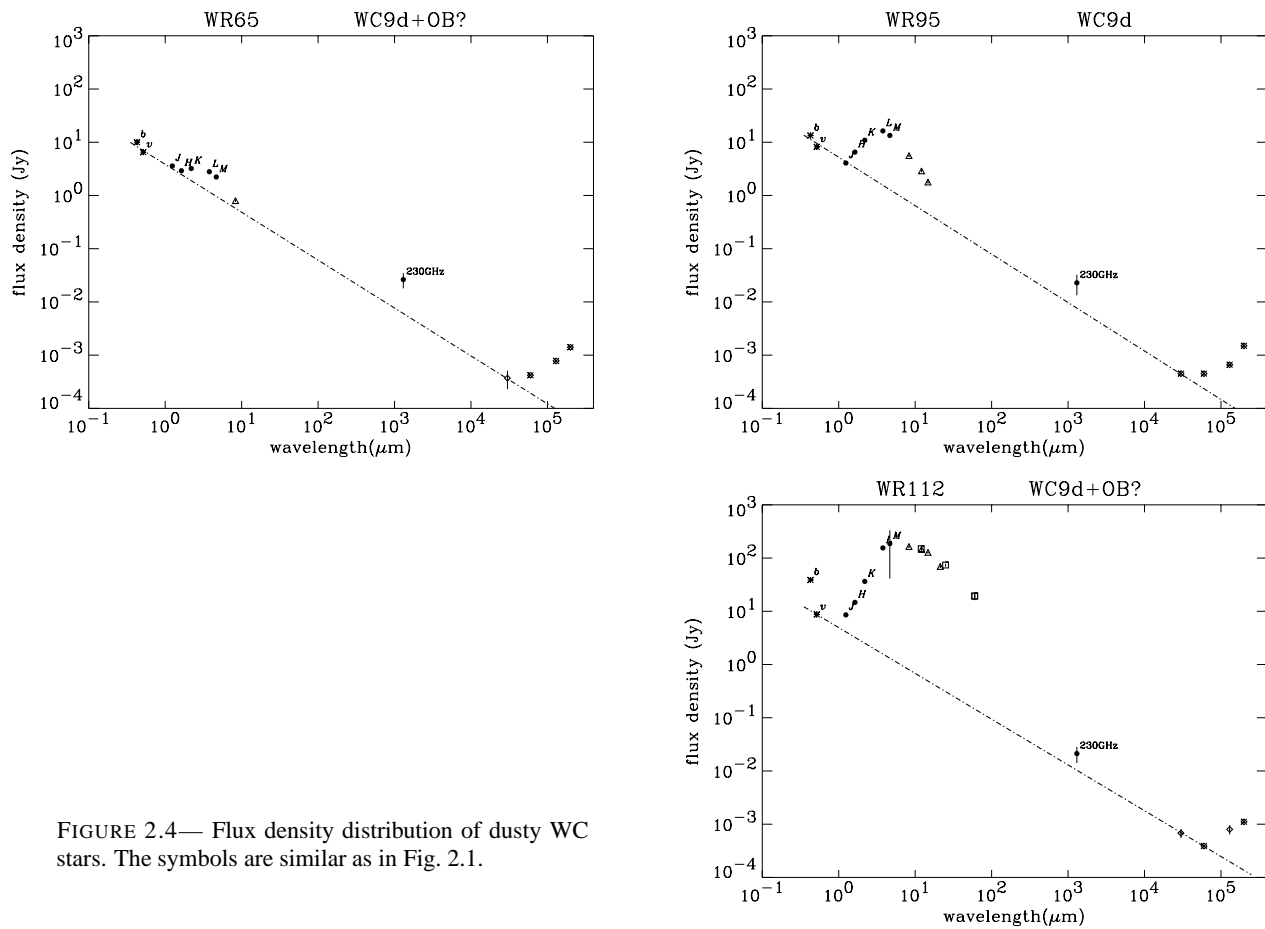 WR65 WC9d+OB?
10^3
10^2
10^1
10^0
10^-1
10^-2
10^-3
10^-4
flux density (Jy)
b
v
J
H K
L M
230GHz
10^-1 10^0 10^1 10^2 10^3 10^4 10^5
wavelength(μm)
WR95 WC9d
10^3
10^2
10^1
10^0
10^-1
10^-2
10^-3
10^-4
flux density (Jy)
b
v
J
H
K
L M
230GHz
10^-1 10^0 10^1 10^2 10^3 10^4 10^5
wavelength(μm)
WR112 WC9d+OB?
10^3
10^2
10^1
10^0
10^-1
10^-2
10^-3
10^-4
flux density (Jy)
b
v
J
H
K
L M
230GHz
10^-1 10^0 10^1 10^2 10^3 10^4 10^5
wavelength(μm)
FIGURE 2.4— Flux density distribution of dusty WC
stars. The symbols are similar as in Fig. 2.1.